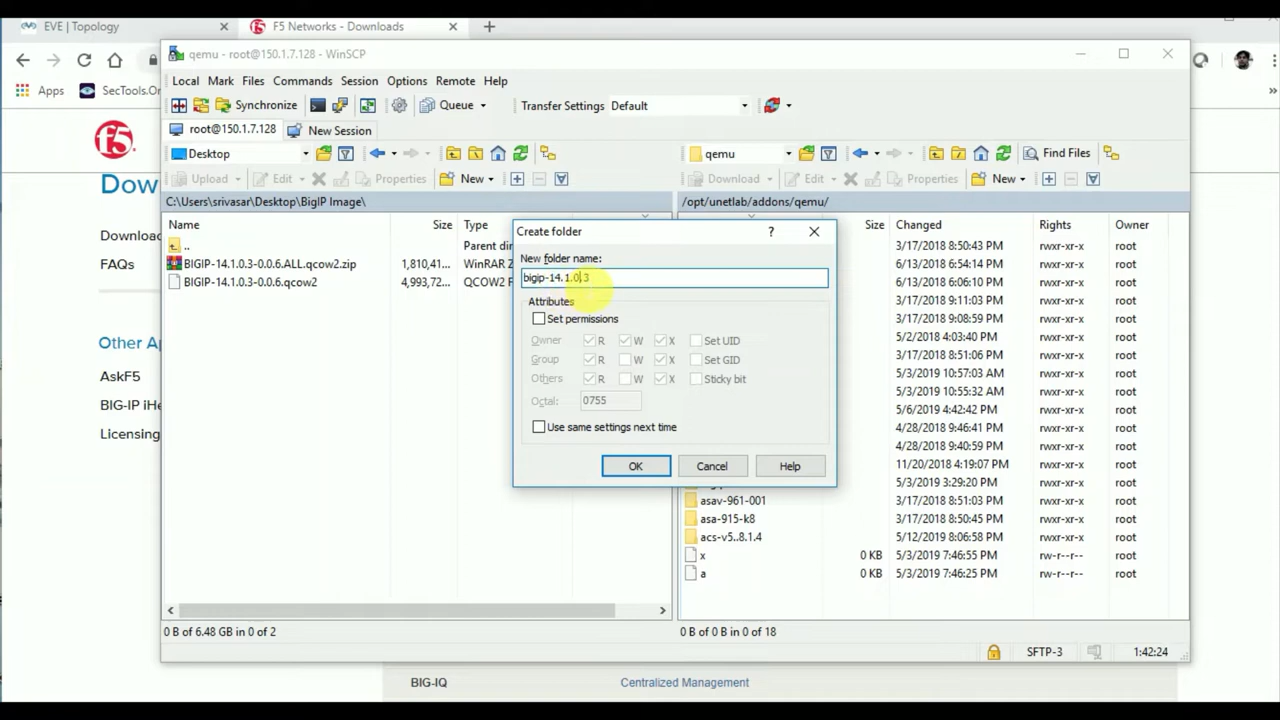 EVE | Topology
F5 Networks - Downloads
Apps
SecTools.Or
qemu - root@150.1.7.128 - WinSCP
Local Mark Files Commands Session Options Remote Help
Synchronize
Queue
Transfer Settings Default
root@150.1.7.128
New Session
Desktop
qemu
Find Files
Upload
Edit
Properties
New
Download
Edit
Properties
New
C:\Users\srivasar\Desktop\BigIP Image\
/opt/unetlab/addons/qemu/
Name Size Type
Size Changed Rights Owner
.. Parent dir
BIGIP-14.1.0.3-0.0.6.ALL.qcow2.zip 1,810,41... WinRAR Z
BIGIP-14.1.0.3-0.0.6.qcow2 4,993,72... QCOW2 F
3/17/2018 8:50:43 PM rwxr-xr-x root
6/13/2018 6:54:14 PM rwxr-xr-x root
6/13/2018 6:06:10 PM rwxr-xr-x root
3/17/2018 9:11:03 PM rwxr-xr-x root
3/17/2018 9:08:59 PM rwxr-xr-x root
5/2/2018 4:03:40 PM rwxr-xr-x root
3/17/2018 8:51:06 PM rwxr-xr-x root
5/3/2019 10:57:03 AM rwxr-xr-x root
5/3/2019 10:55:32 AM rwxr-xr-x root
5/6/2019 4:42:42 PM rwxr-xr-x root
4/28/2018 9:46:41 PM rwxr-xr-x root
4/28/2018 9:40:59 PM rwxr-xr-x root
11/20/2018 4:19:07 PM rwxr-xr-x root
5/3/2019 3:29:20 PM rwxr-xr-x root
asav-961-001 3/17/2018 8:51:03 PM rwxr-xr-x root
asa-915-k8 3/17/2018 8:50:45 PM rwxr-xr-x root
acs-v5..8.1.4 5/12/2019 8:06:58 PM rwxr-xr-x root
x 0 KB 5/3/2019 7:46:55 PM rw-r--r-- root
a 0 KB 5/3/2019 7:46:25 PM rw-r--r-- root
Create folder
?
New folder name:
bigip-14.1.0.3
Attributes
Set permissions
Owner R W X Set UID
Group R W X Set GID
Others R W X Sticky bit
Octal: 0755
Use same settings next time
OK Cancel Help
0 B of 6.48 GB in 0 of 2
0 B of 0 B in 0 of 18
SFTP-3
1:42:24
f5
Dow
Downloa
FAQs
Other Ap
AskF5
BIG-IP iHe
Licensing
BIG-IQ
Centralized Management